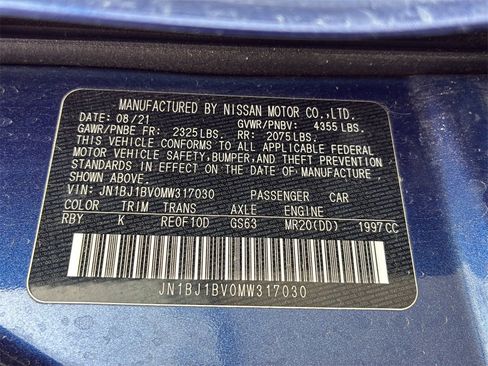 MANUFACTURED BY NISSAN MOTOR CO.,LTD.
DATE: 08/21 GVWR/PNBV: 4355 LBS.
GAWR/PNBE FR: 2325 LBS. RR: 2075 LBS.
THIS VEHICLE CONFORMS TO ALL APPLICABLE FEDERAL
MOTOR VEHICLE SAFETY,BUMPER,AND THEFT PREVENTION
STANDARDS IN EFFECT ON THE DATE OF MANUFACTURE
SHOWN ABOVE
VIN: JN1BJ1BV0MW317030 PASSENGER CAR
COLOR TRIM TRANS AXLE ENGINE
RBY K RE0F10D GS63 MR20(DD) 1997CC
JN1BJ1BV0MW317030